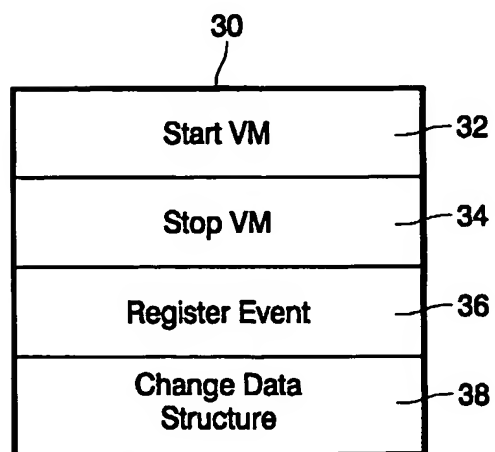 30
Start VM
32
Stop VM
34
Register Event
36
Change Data
Structure
38